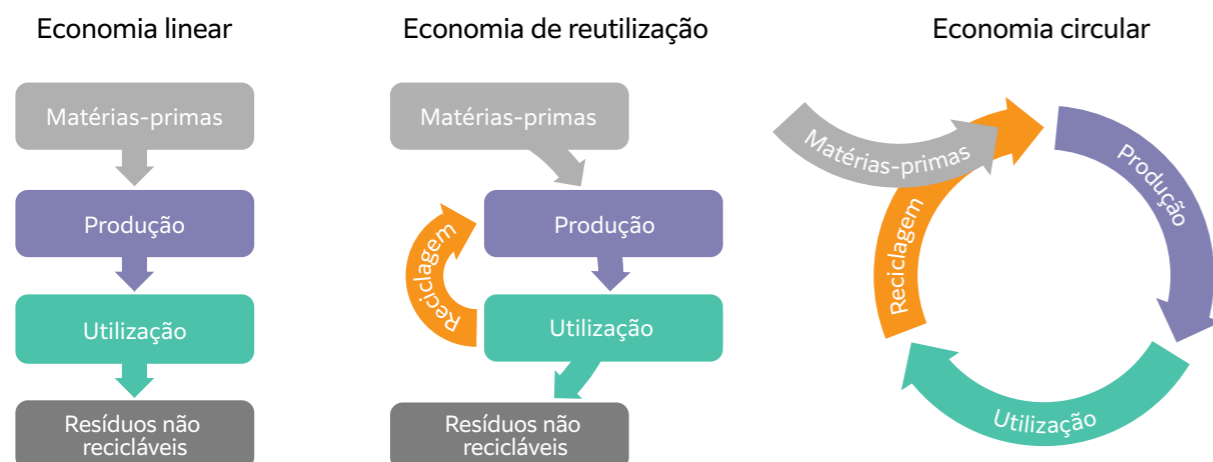 Economia linear
Matérias-primas
Produção
Utilização
Resíduos não
recicláveis
Economia de reutilização
Matérias-primas
Produção
Reciclagem
Utilização
Resíduos não
recicláveis
Economia circular
Matérias-primas
Produção
Reciclagem
Utilização